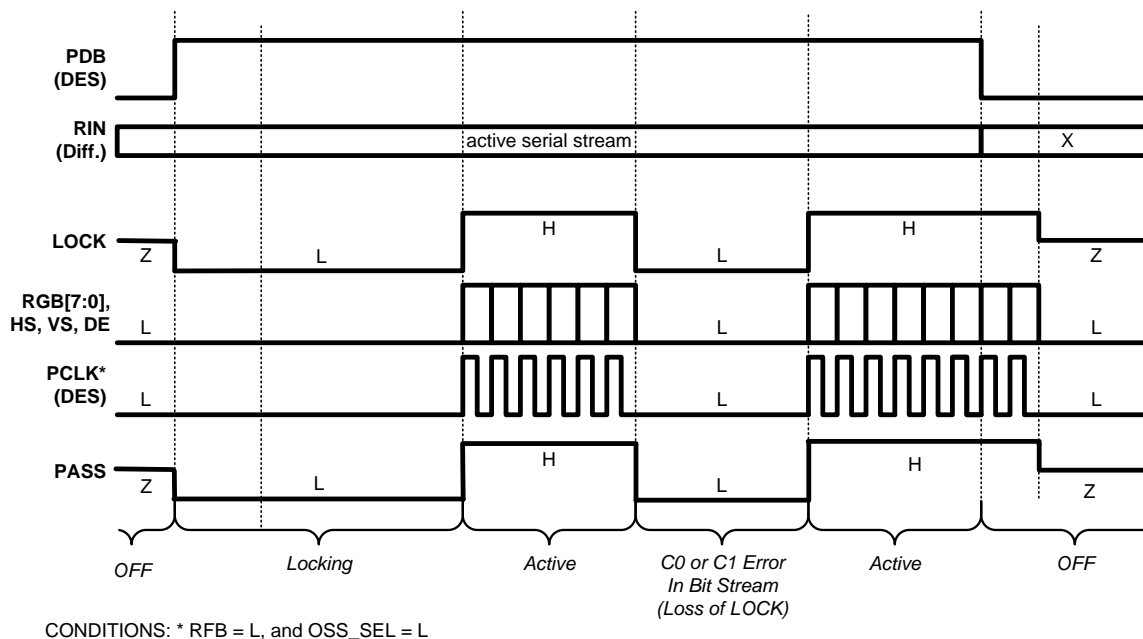 PDB
(DES)
RIN
(Diff.)
active serial stream
X
LOCK
Z
L
H
L
H
Z
RGB[7:0],
HS, VS, DE
L
L
L
PCLK*
(DES)
L
L
L
PASS
Z
L
H
L
H
Z
OFF
Locking
Active
C0 or C1 Error
In Bit Stream
(Loss of LOCK)
Active
OFF
CONDITIONS: * RFB = L, and OSS_SEL = L